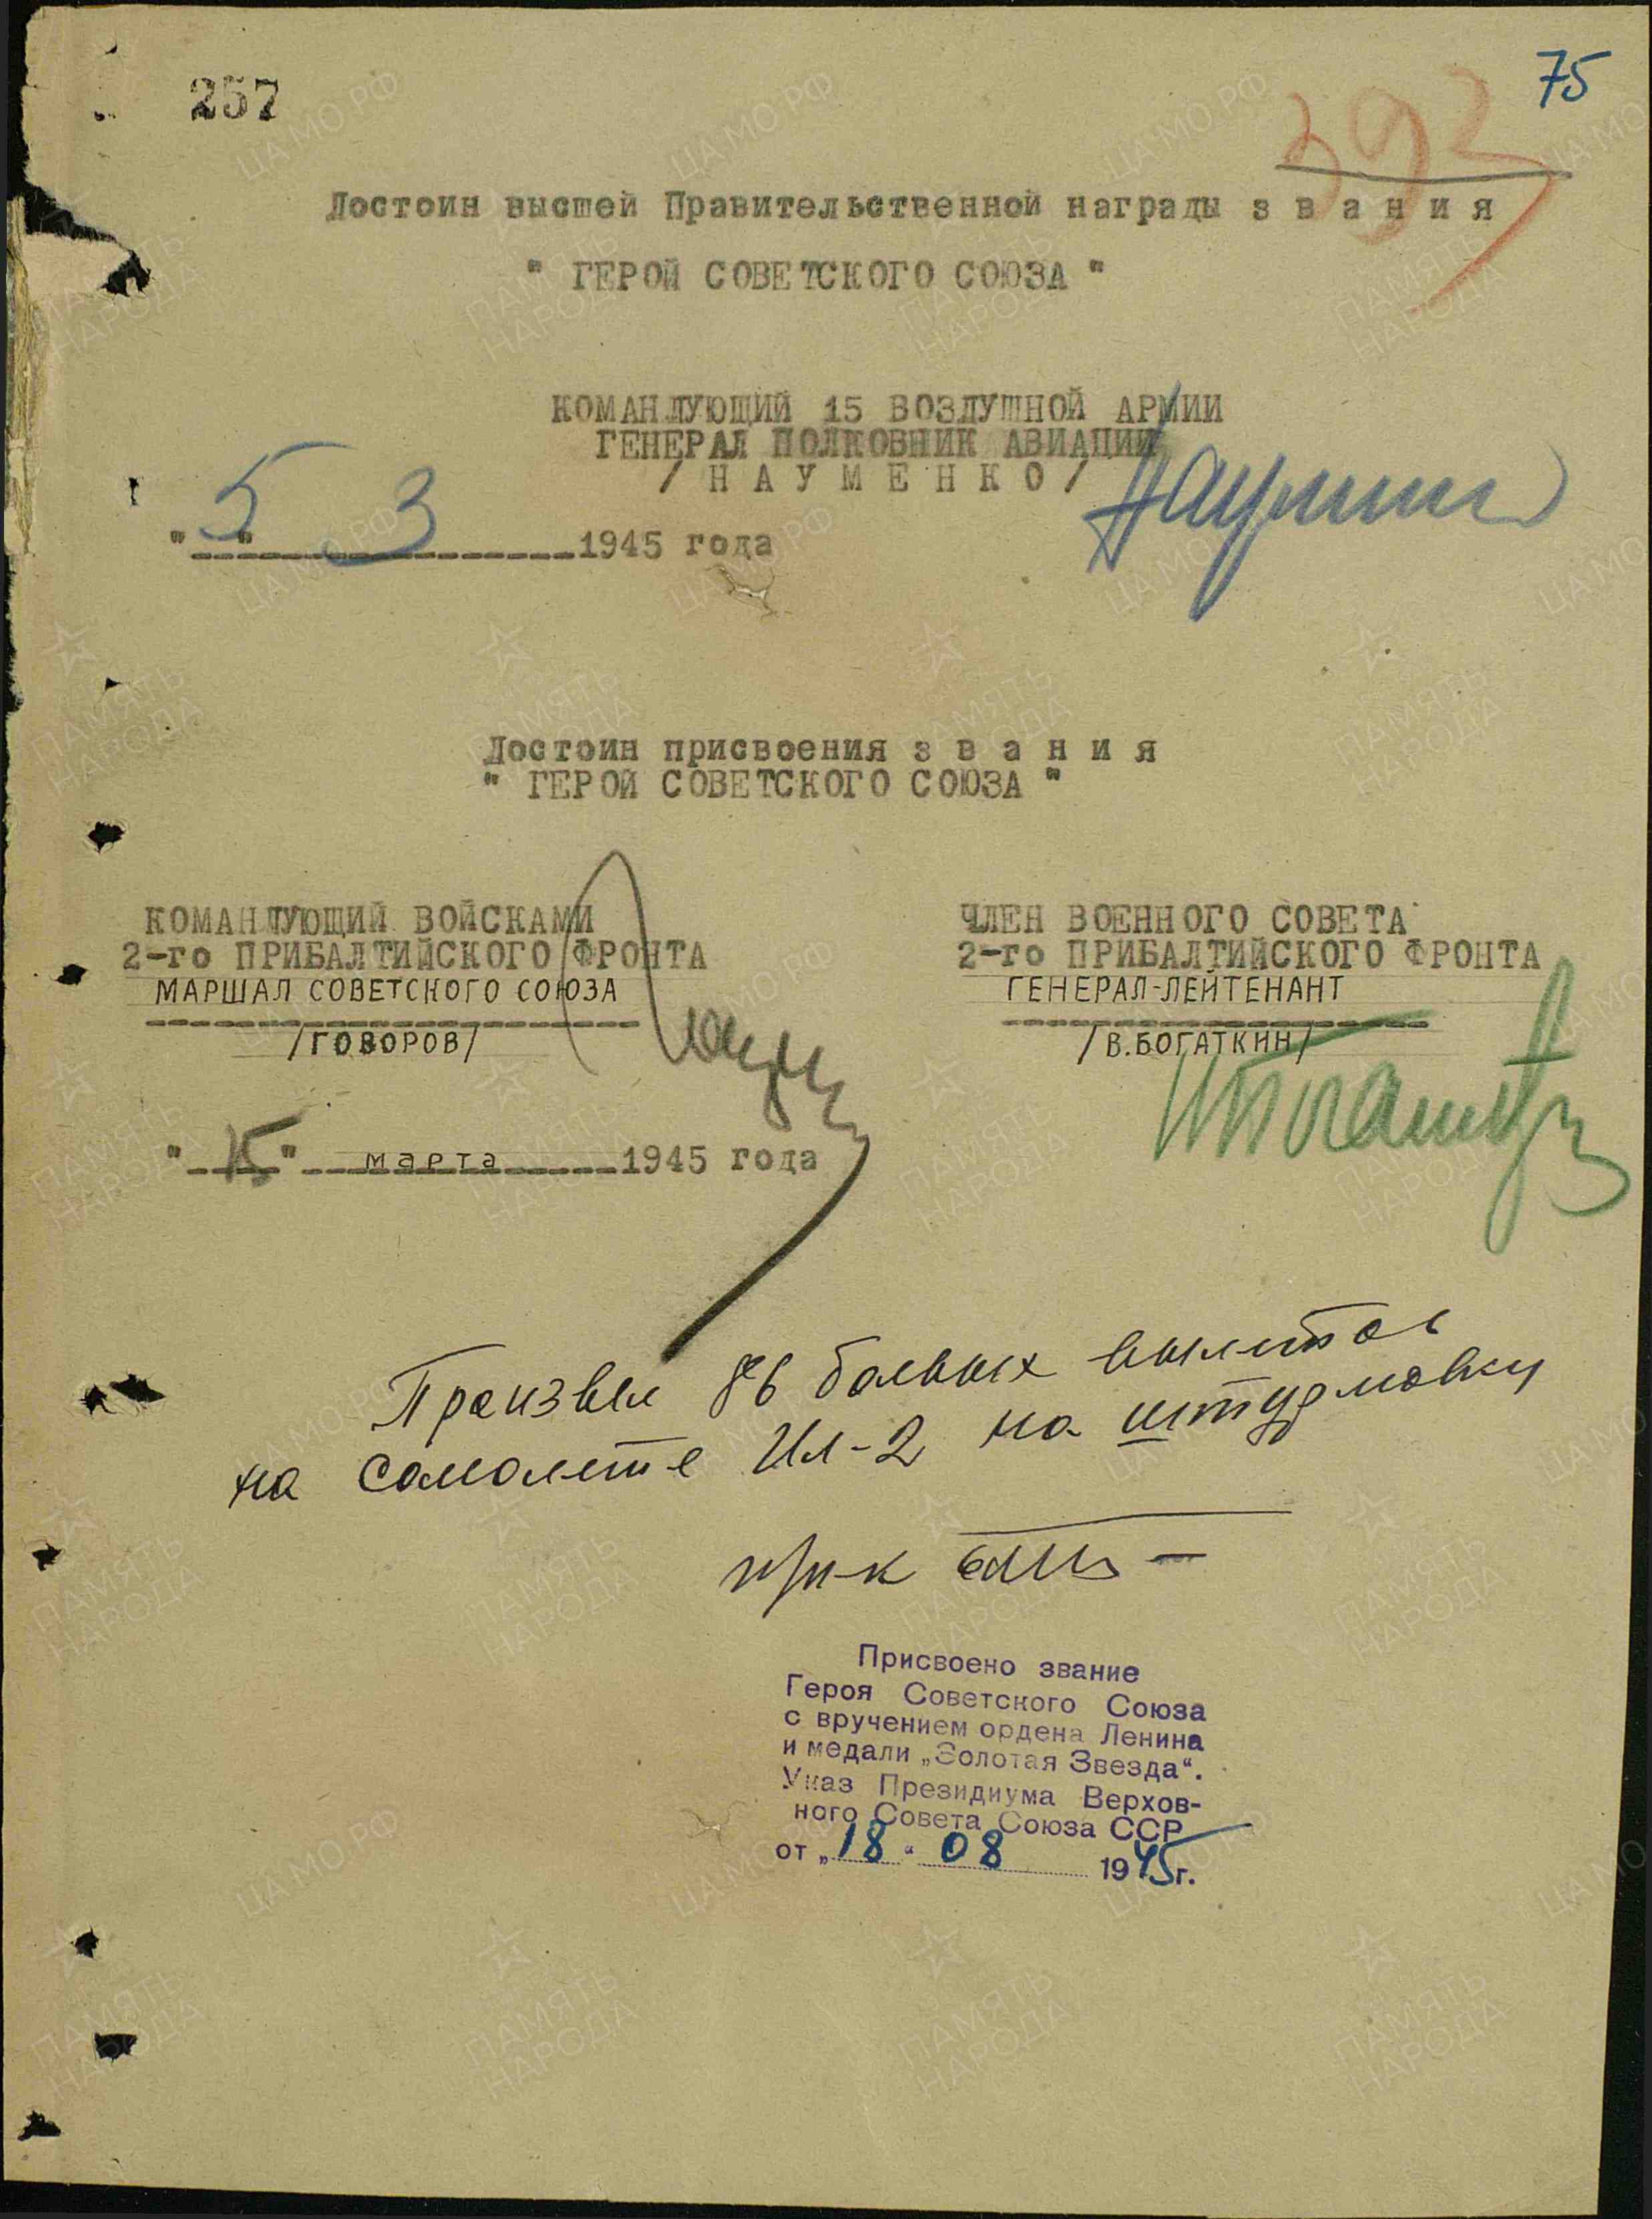 257
75
393
Достоин высшей Правительственной награды з в а н и я
" ГЕРОЙ СОВЕТСКОГО СОЮЗА "
КОМАНДУЮЩИЙ 15 ВОЗДУШНОЙ АРМИИ
ГЕНЕРАЛ ПОЛКОВНИК АВИАЦИИ
/ Н А У М Е Н К О /
"5" 3 1945 года
Достоин присвоения з в а н и я
" ГЕРОЙ СОВЕТСКОГО СОЮЗА "
КОМАНДУЮЩИЙ ВОЙСКАМИ
2-го ПРИБАЛТИЙСКОГО ФРОНТА
МАРШАЛ СОВЕТСКОГО СОЮЗА
/ГОВОРОВ/
ЧЛЕН ВОЕННОГО СОВЕТА
2-го ПРИБАЛТИЙСКОГО ФРОНТА
ГЕНЕРАЛ-ЛЕЙТЕНАНТ
/В.БОГАТКИН/
"15" марта 1945 года
Произвел 86 боевых вылетов
на самолете Ил-2 на штурмовку
п/п-к
Присвоено звание
Героя Советского Союза
с вручением ордена Ленина
и медали „Золотая Звезда“.
Указ Президиума Верхов-
ного Совета Союза ССР
от „18“ 08 1945г.